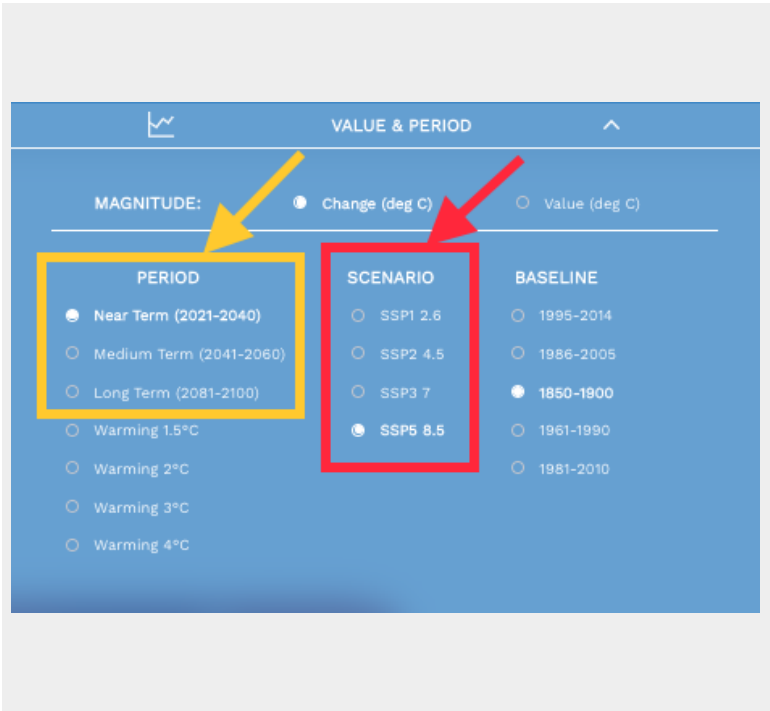 VALUE & PERIOD
MAGNITUDE: Change (deg C) Value (deg C)
PERIOD SCENARIO BASELINE
Near Term (2021-2040) SSP1 2.6 1995-2014
Medium Term (2041-2060) SSP2 4.5 1986-2005
Long Term (2081-2100) SSP3 7 1850-1900
Warming 1.5°C SSP5 8.5 1961-1990
Warming 2°C 1981-2010
Warming 3°C
Warming 4°C